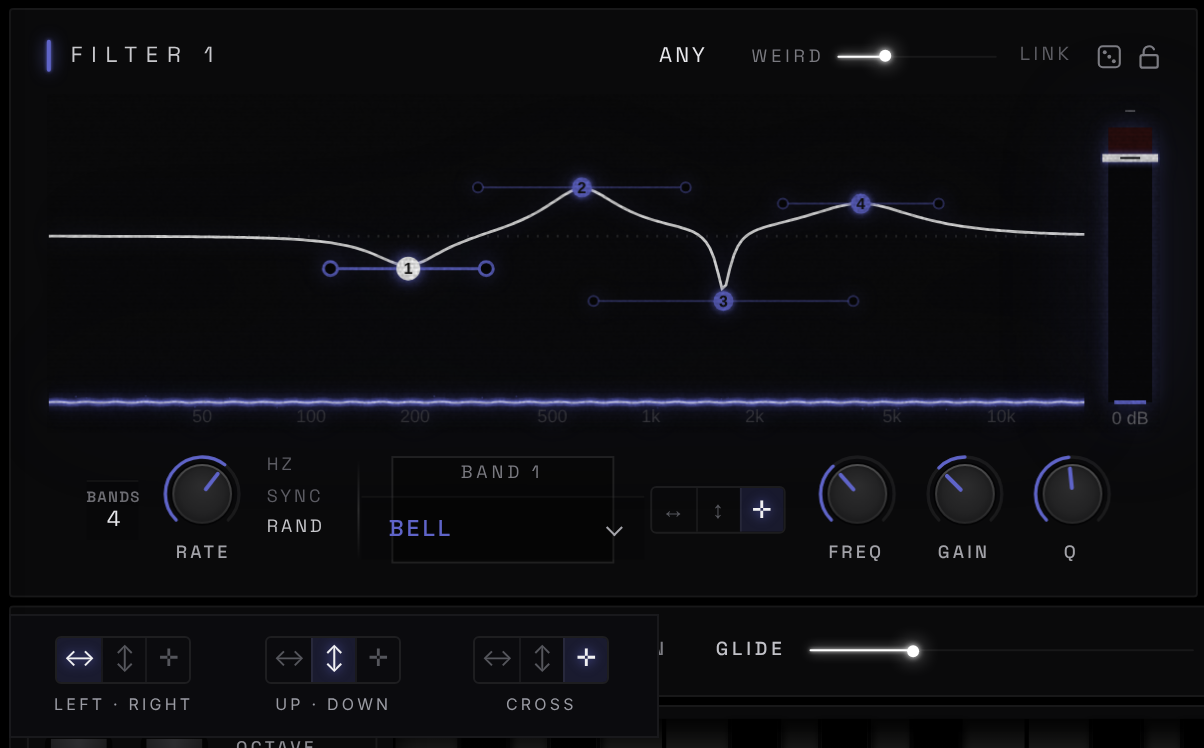 FILTER 1
ANY WEIRD LINK
2
4
1
3
50 100 200 500 1k 2k 5k 10k 0 dB
HZ
BAND 1
BANDS
SYNC
4
RAND
BELL
RATE FREQ GAIN Q
GLIDE
LEFT · RIGHT UP · DOWN CROSS
OCTAVE